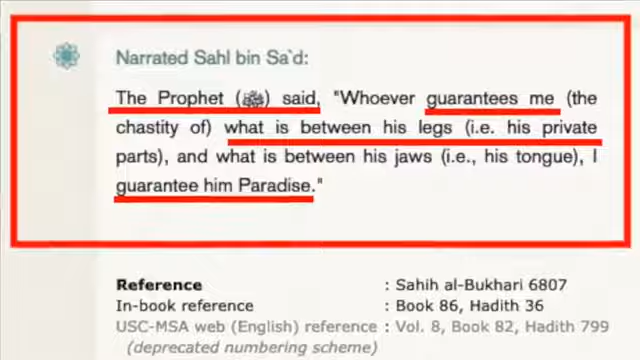 Narrated Sahl bin Sa`d:
The Prophet (ﷺ) said, "Whoever guarantees me (the
chastity of) what is between his legs (i.e. his private
parts), and what is between his jaws (i.e., his tongue), I
guarantee him Paradise."
Reference : Sahih al-Bukhari 6807
In-book reference : Book 86, Hadith 36
USC-MSA web (English) reference : Vol. 8, Book 82, Hadith 799
(deprecated numbering scheme)